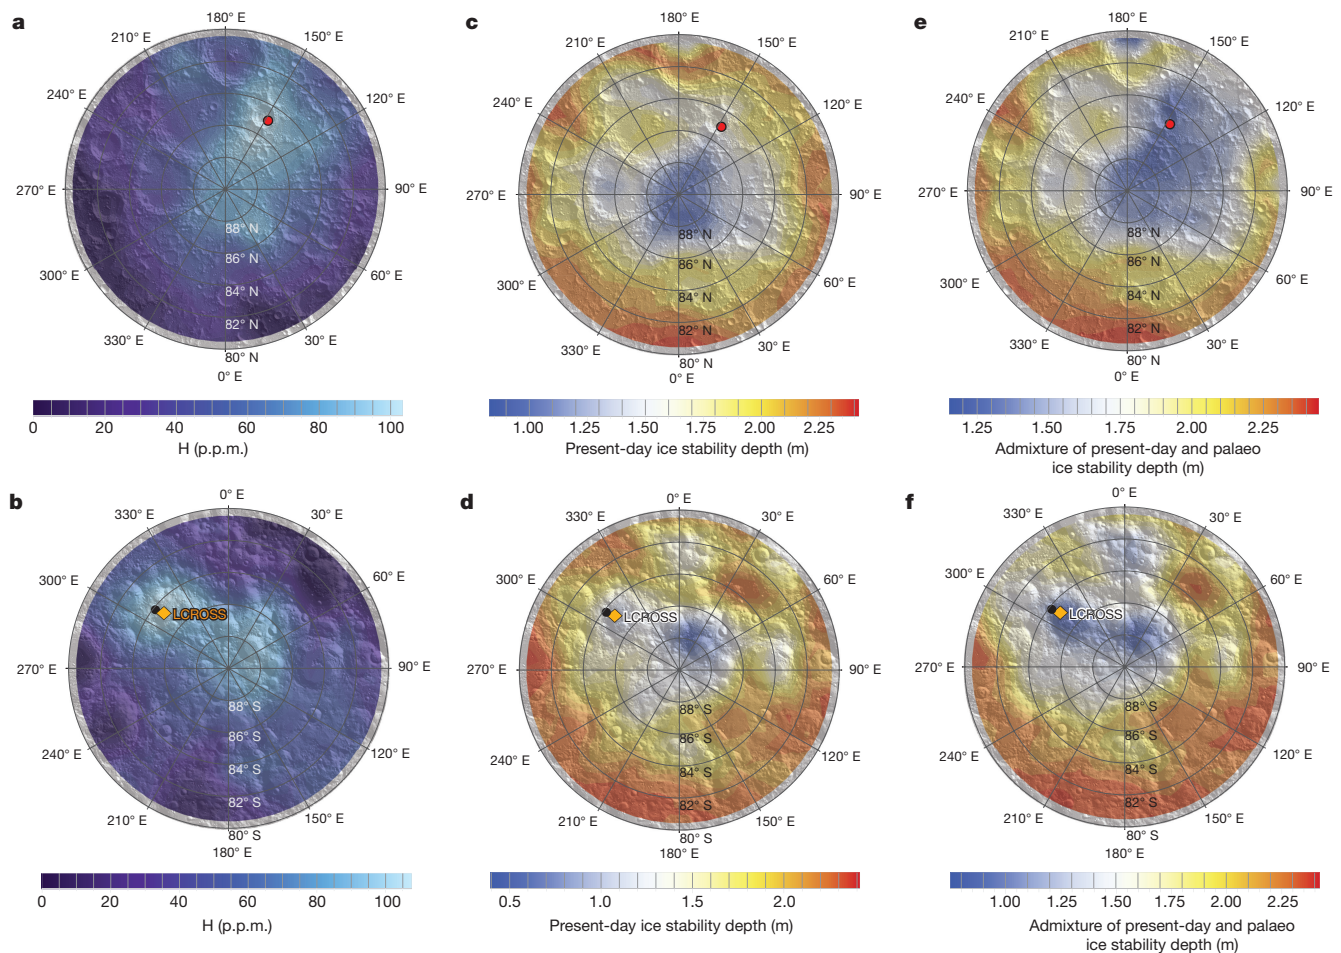 a
180° E
210° E
150° E
240° E
120° E
270° E
90° E
300° E
60° E
330° E
30° E
0° E
88° N
86° N
84° N
82° N
80° N
0 20 40 60 80 100
H (p.p.m.)
c
180° E
210° E
150° E
240° E
120° E
270° E
90° E
300° E
60° E
330° E
30° E
0° E
88° N
86° N
84° N
82° N
80° N
1.00 1.25 1.50 1.75 2.00 2.25
Present-day ice stability depth (m)
e
180° E
210° E
150° E
240° E
120° E
270° E
90° E
300° E
60° E
330° E
30° E
0° E
88° N
86° N
84° N
82° N
80° N
1.25 1.50 1.75 2.00 2.25
Admixture of present-day and palaeo
ice stability depth (m)
b
0° E
330° E
30° E
300° E
60° E
LCROSS
270° E
90° E
88° S
86° S
84° S
82° S
80° S
240° E
120° E
210° E
150° E
180° E
0 20 40 60 80 100
H (p.p.m.)
d
0° E
330° E
30° E
300° E
60° E
LCROSS
270° E
90° E
88° S
86° S
84° S
82° S
80° S
240° E
120° E
210° E
150° E
180° E
0.5 1.0 1.5 2.0
Present-day ice stability depth (m)
f
0° E
330° E
30° E
300° E
60° E
LCROSS
270° E
90° E
88° S
86° S
84° S
82° S
80° S
240° E
120° E
210° E
150° E
180° E
1.00 1.25 1.50 1.75 2.00 2.25
Admixture of present-day and palaeo
ice stability depth (m)